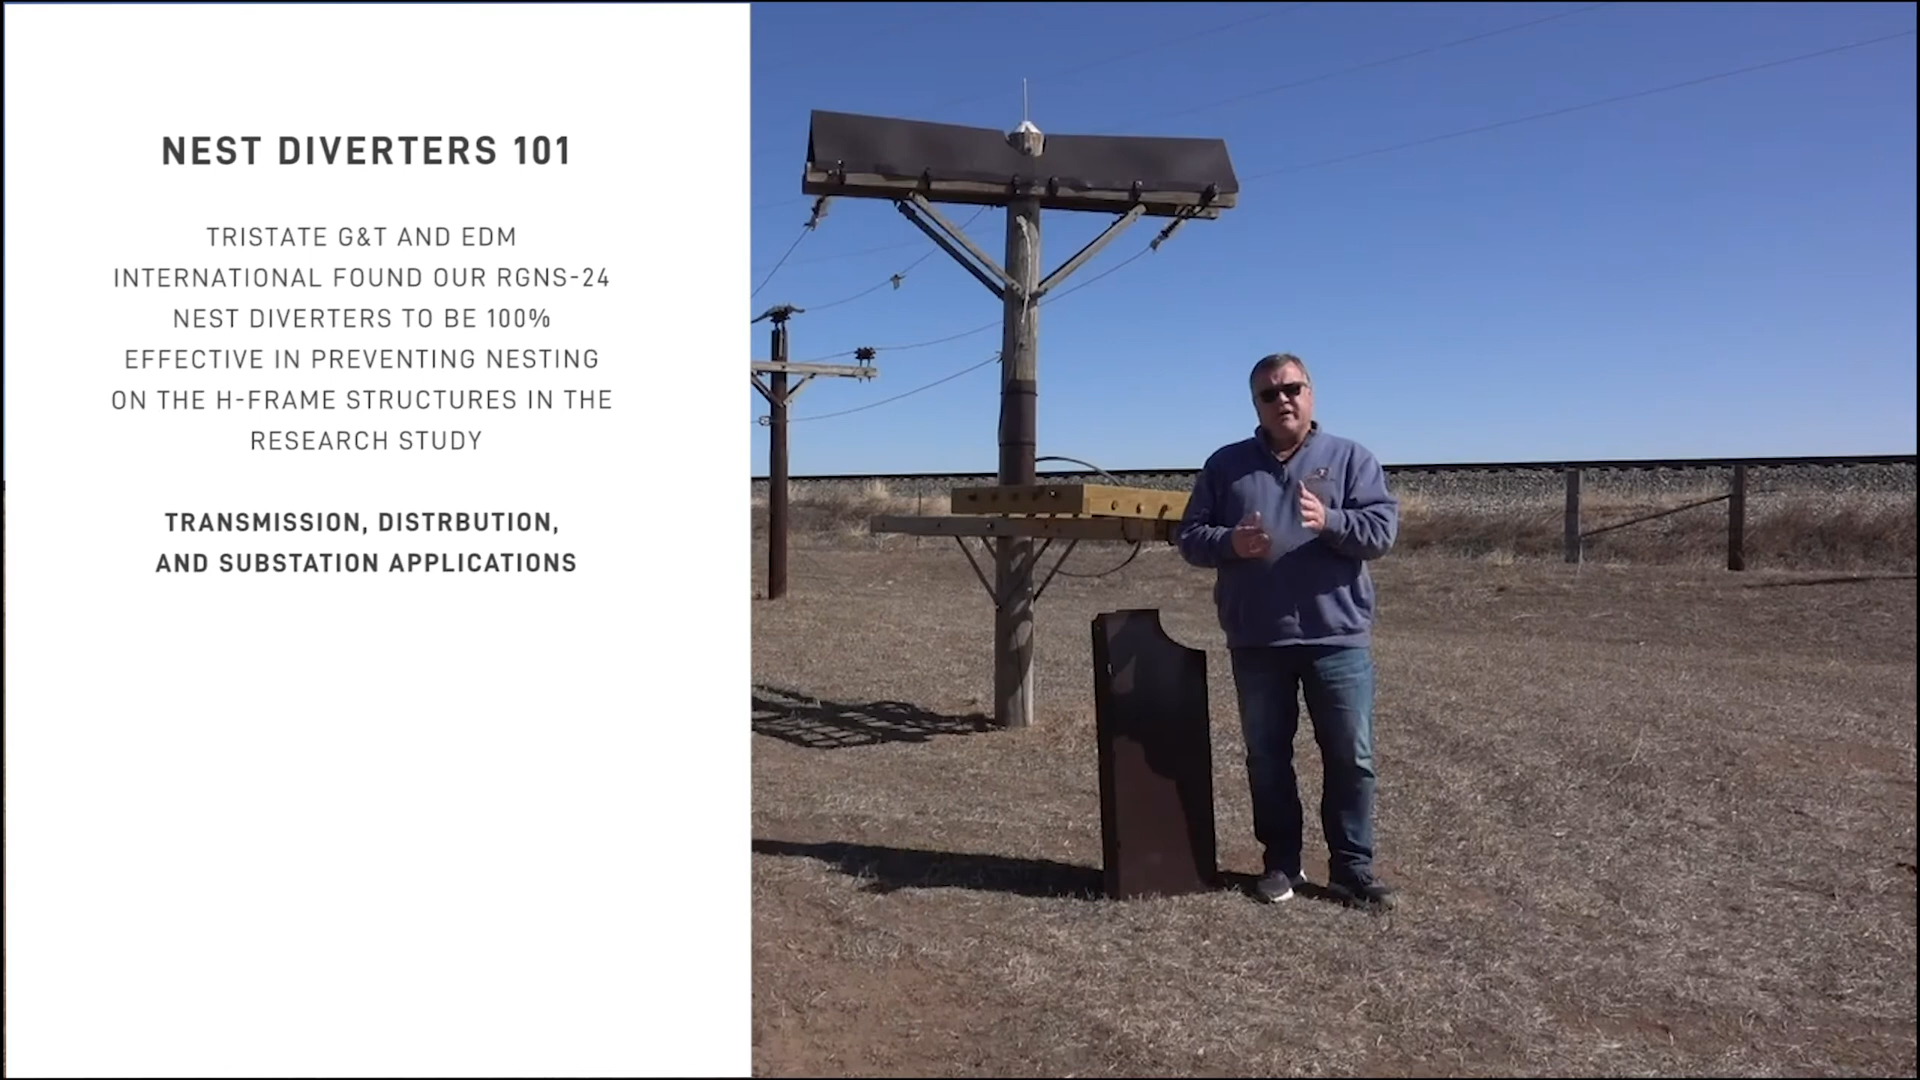 NEST DIVERTERS 101
TRISTATE G&T AND EDM
INTERNATIONAL FOUND OUR RGNS-24
NEST DIVERTERS TO BE 100%
EFFECTIVE IN PREVENTING NESTING
ON THE H-FRAME STRUCTURES IN THE
RESEARCH STUDY
TRANSMISSION, DISTRBUTION,
AND SUBSTATION APPLICATIONS